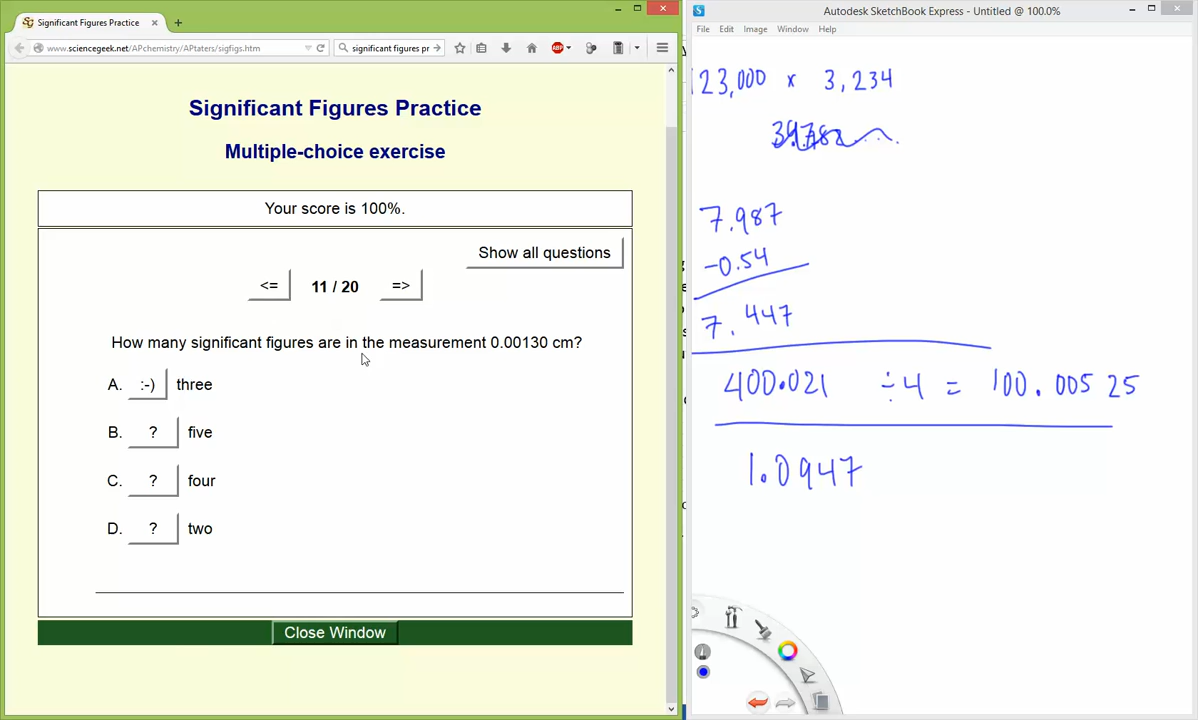 Significant Figures Practice
www.sciencegeek.net/APchemistry/APtaters/sigfigs.htm
significant figures pr
ABP
Significant Figures Practice
Multiple-choice exercise
Your score is 100%.
Show all questions
<= 11 / 20 =>
How many significant figures are in the measurement 0.00130 cm?
A. :-) three
B. ? five
C. ? four
D. ? two
Close Window
Autodesk SketchBook Express - Untitled @ 100.0%
File Edit Image Window Help
123,000 x 3,234
7.987
-0.54
7.447
400.021 ÷ 4 = 100.005 25
1.0947